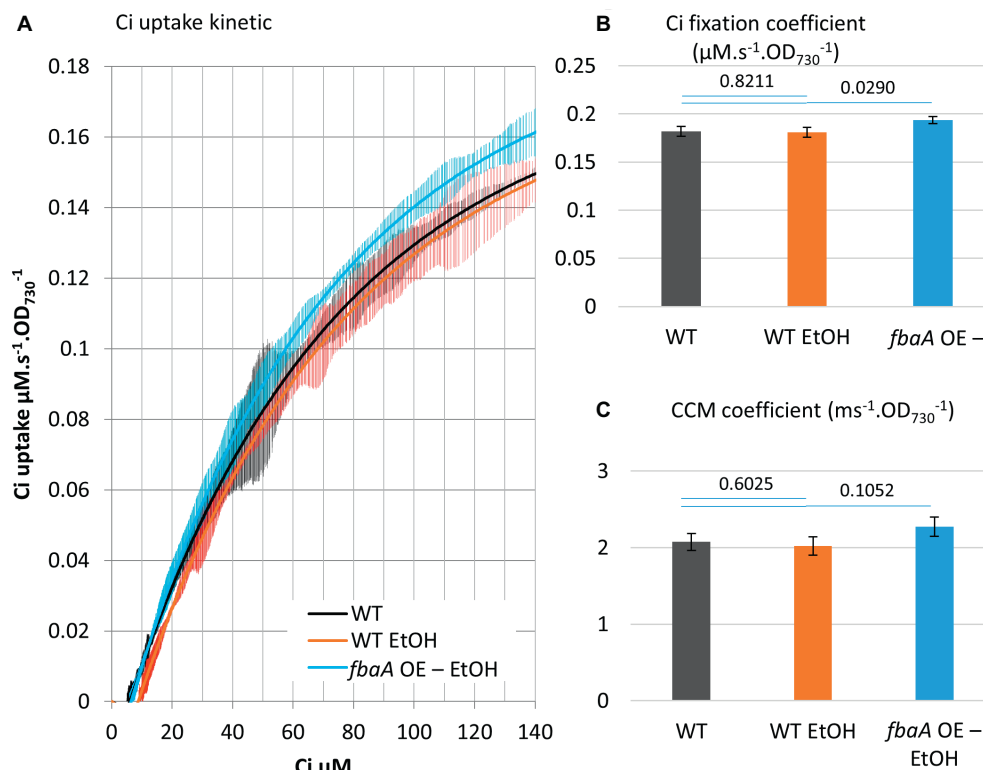 A Ci uptake kinetic
Ci uptake µM.s⁻¹.OD₇₃₀⁻¹
0.18
0.16
0.14
0.12
0.1
0.08
0.06
0.04
0.02
0
0 20 40 60 80 100 120 140
Ci µM
WT
WT EtOH
fbaA OE – EtOH
B Ci fixation coefficient
(µM.s⁻¹.OD₇₃₀⁻¹)
0.25
0.2
0.15
0.1
0.05
0
0.8211 0.0290
WT WT EtOH fbaA OE –
C CCM coefficient (ms⁻¹.OD₇₃₀⁻¹)
3
2
1
0
0.6025 0.1052
WT WT EtOH fbaA OE –
EtOH